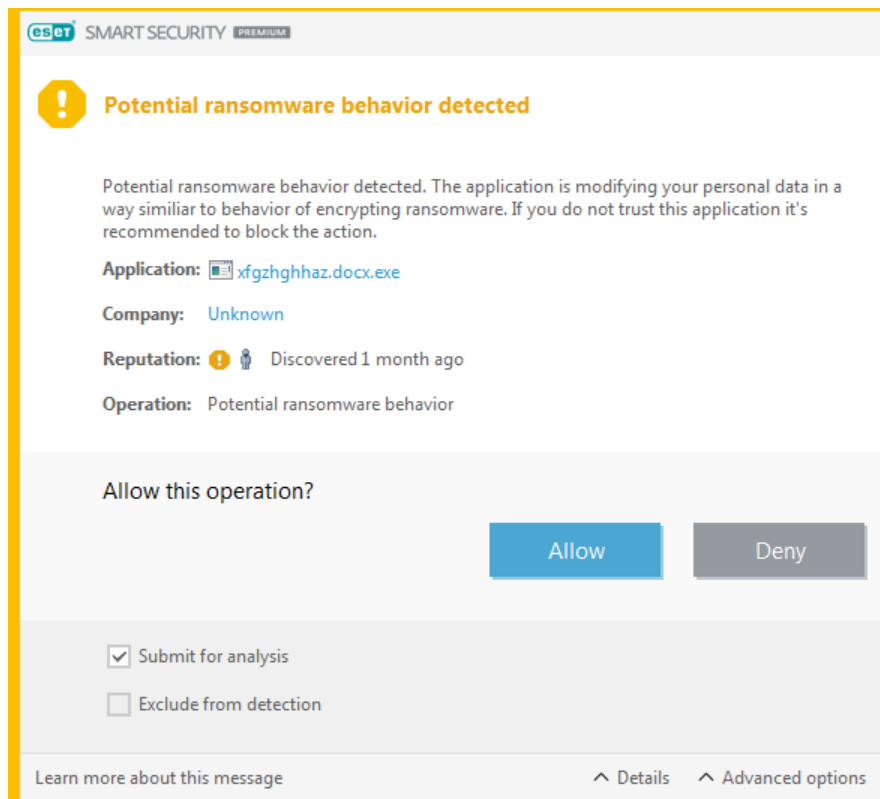 eset SMART SECURITY PREMIUM
Potential ransomware behavior detected
Potential ransomware behavior detected. The application is modifying your personal data in a
way similiar to behavior of encrypting ransomware. If you do not trust this application it's
recommended to block the action.
Application: xfgzhghhaz.docx.exe
Company: Unknown
Reputation: Discovered 1 month ago
Operation: Potential ransomware behavior
Allow this operation?
Allow Deny
Submit for analysis
Exclude from detection
Learn more about this message Details Advanced options